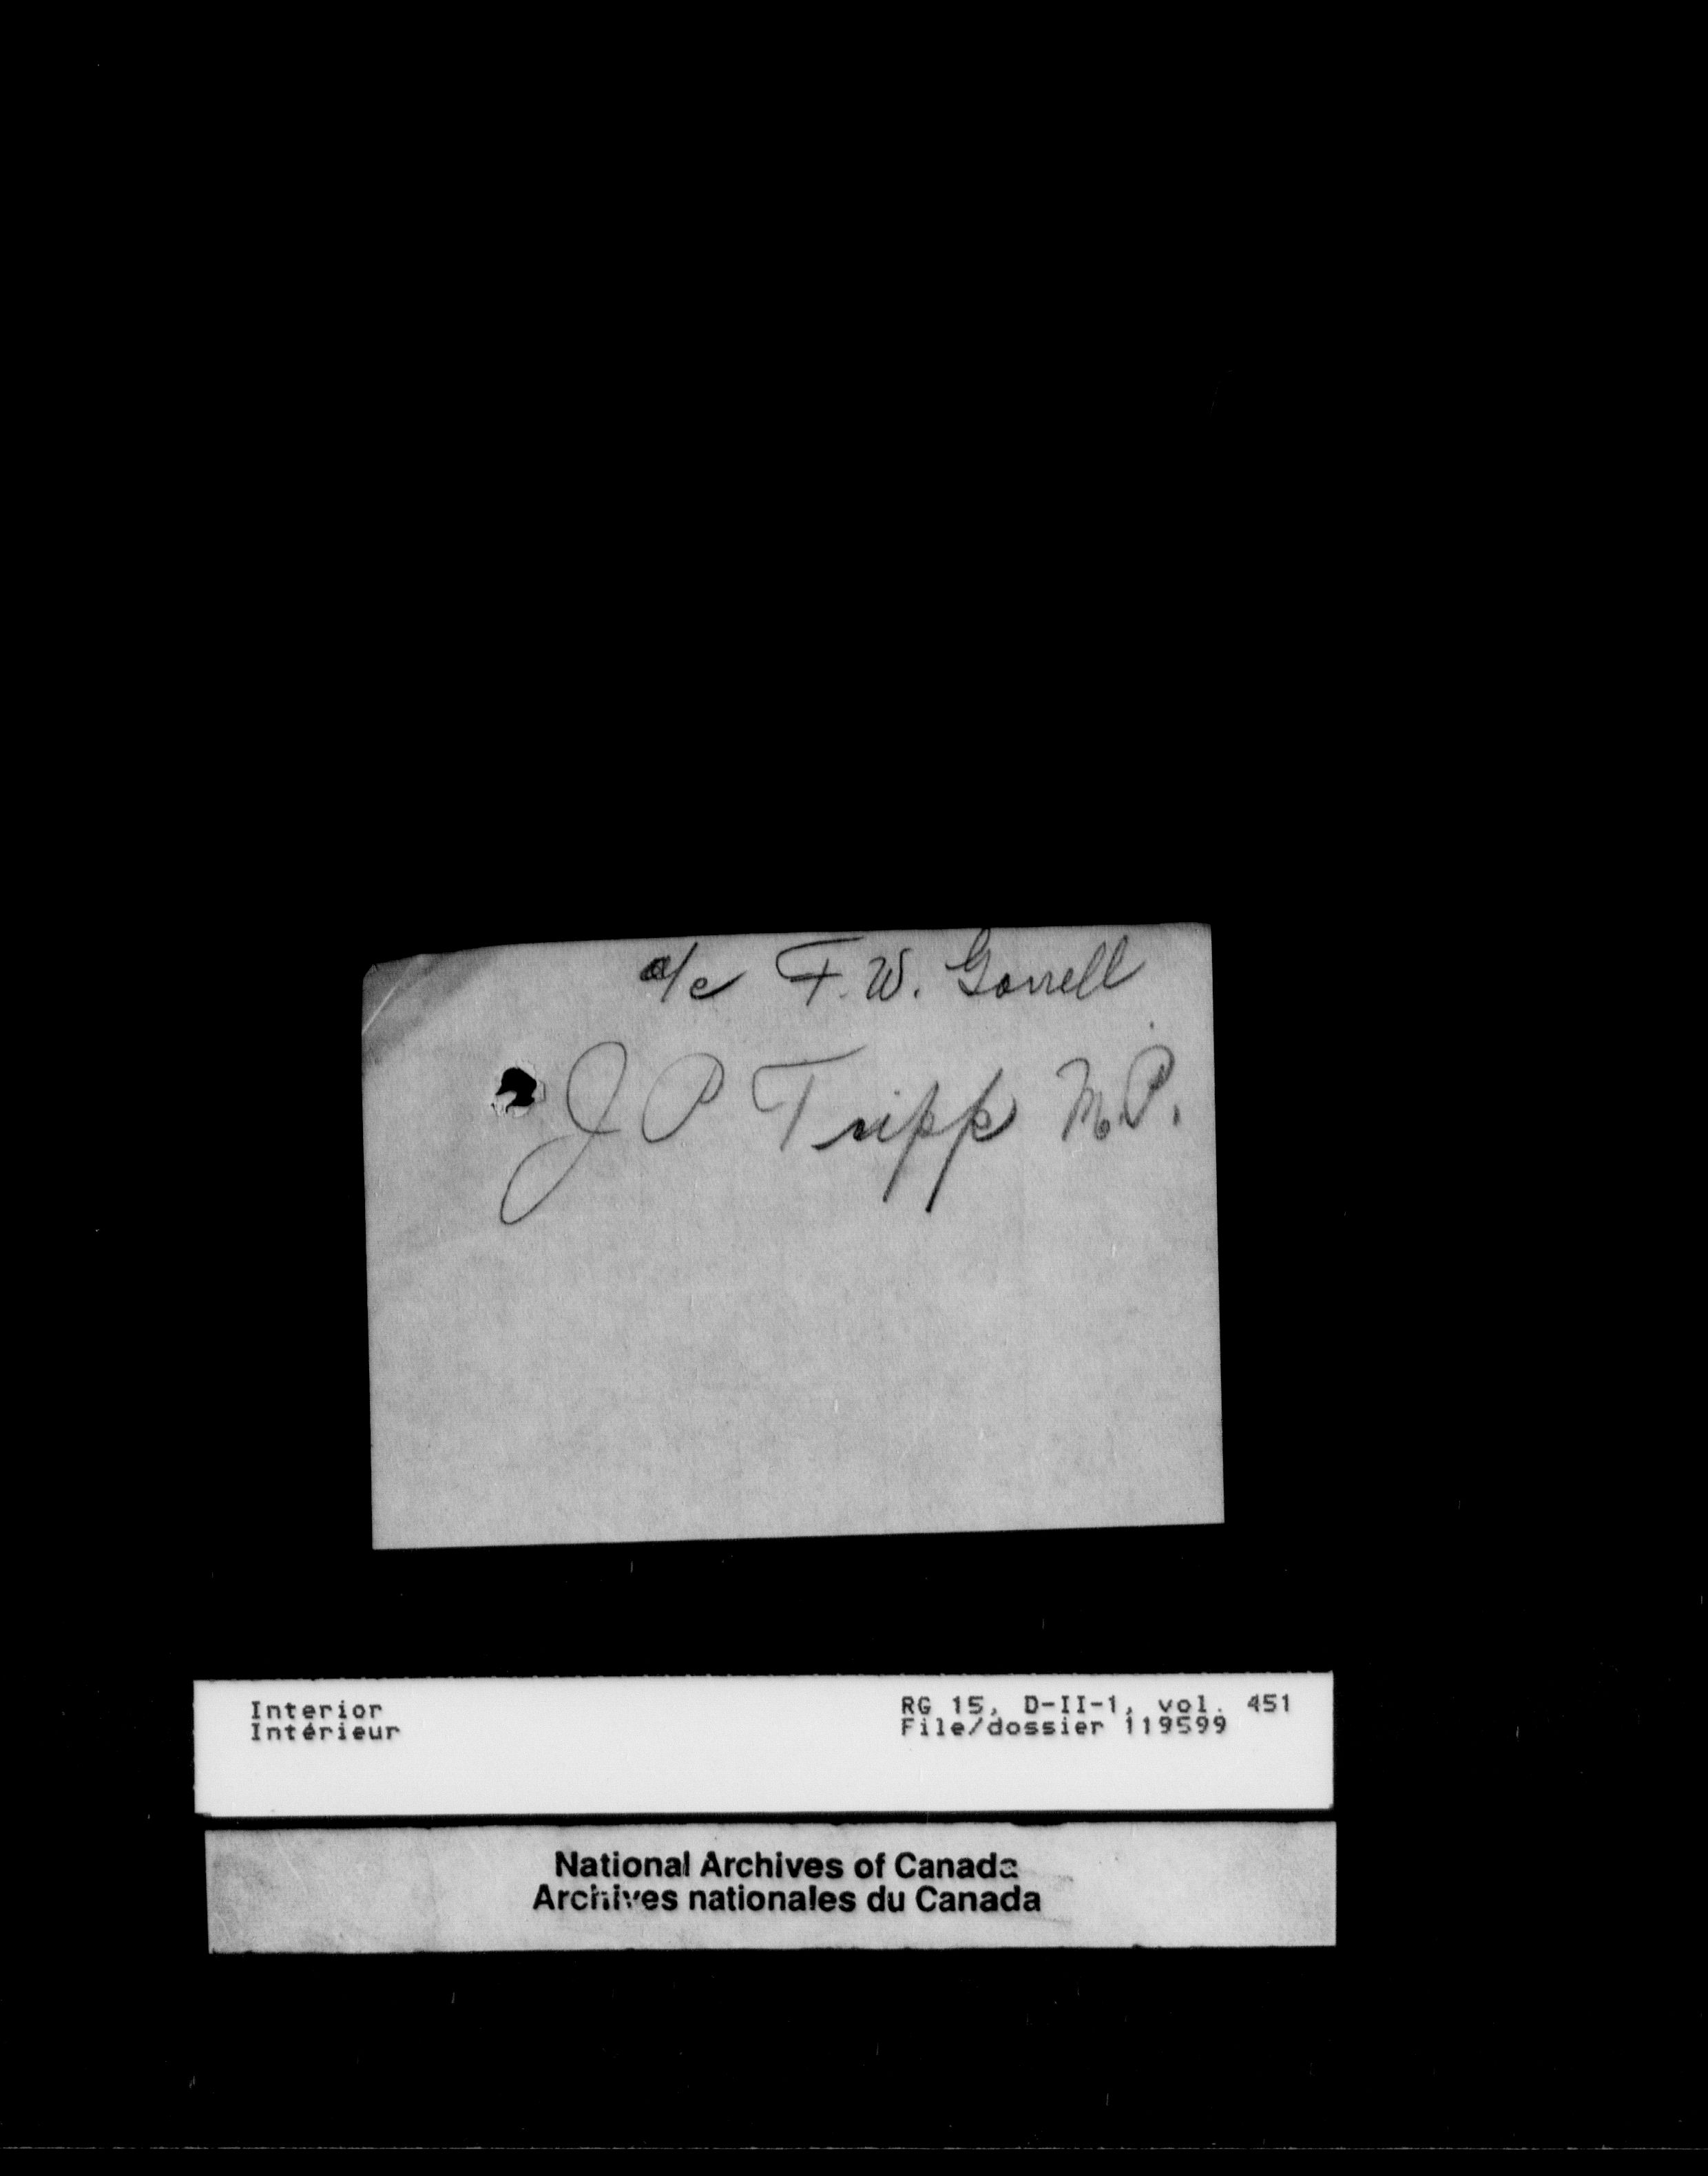 a/c F. W. Gorrell
J P Tripp M.P.
Interior
Intérieur
RG 15, D-II-1, vol. 451
File/dossier 119599
National Archives of Canada
Archives nationales du Canada